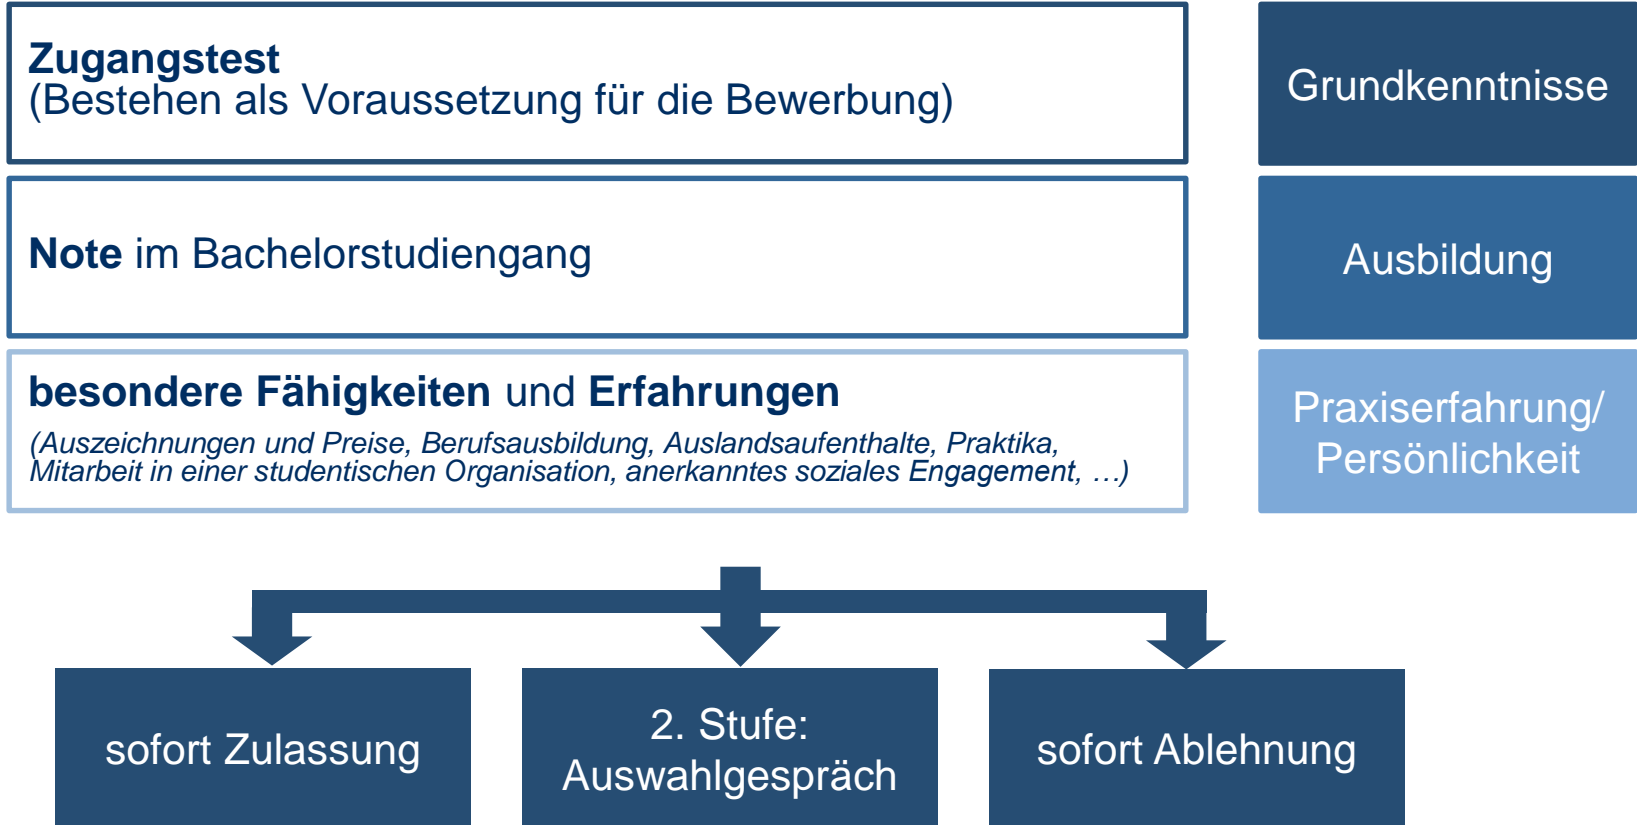 Zugangstest
(Bestehen als Voraussetzung für die Bewerbung)
Grundkenntnisse
Note im Bachelorstudiengang
Ausbildung
besondere Fähigkeiten und Erfahrungen
(Auszeichnungen und Preise, Berufsausbildung, Auslandsaufenthalte, Praktika,
Mitarbeit in einer studentischen Organisation, anerkanntes soziales Engagement, …)
Praxiserfahrung/
Persönlichkeit
sofort Zulassung
2. Stufe:
Auswahlgespräch
sofort Ablehnung